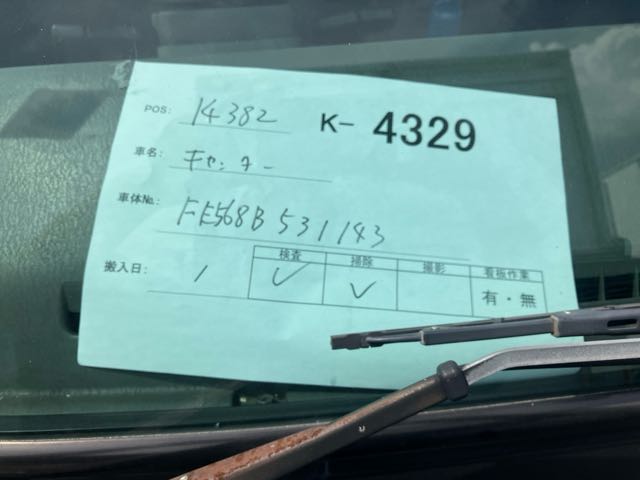 POS: 14382 K- 4329
車名: キャンター
車体No.: FE568B 531143
搬入日: /
検査 掃除 撮影 看板作業
✓ ✓ 有・無